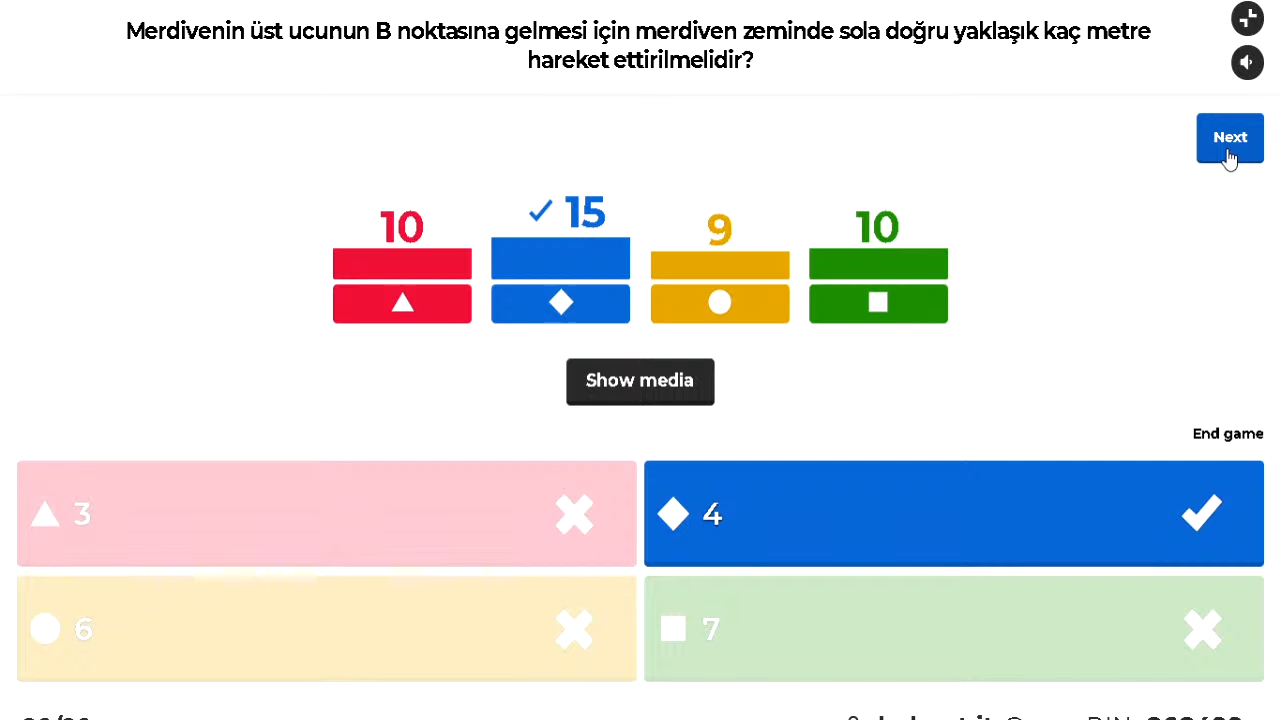 Merdivenin üst ucunun B noktasına gelmesi için merdiven zeminde sola doğru yaklaşık kaç metre
hareket ettirilmelidir?
Next
10
15
9
10
Show media
End game
3
4
6
7